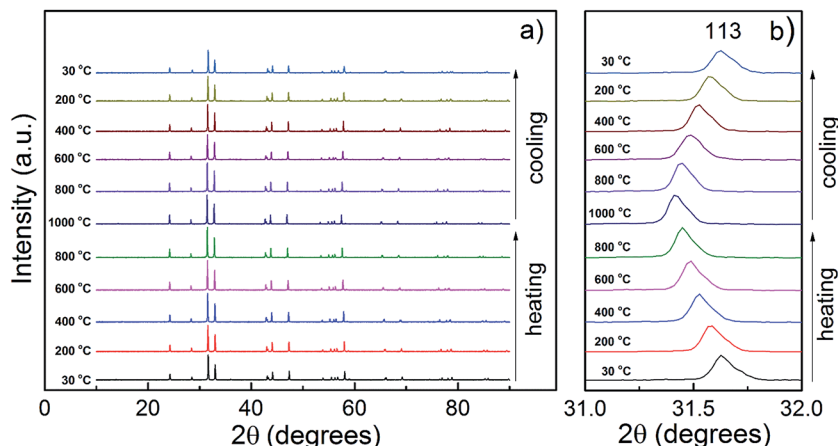 a)
30 °C
200 °C
400 °C
600 °C
800 °C
1000 °C
800 °C
600 °C
400 °C
200 °C
30 °C
Intensity (a.u.)
cooling
heating
0 20 40 60 80
2θ (degrees)
113 b)
30 °C
200 °C
400 °C
600 °C
800 °C
1000 °C
800 °C
600 °C
400 °C
200 °C
30 °C
cooling
heating
31.0 31.5 32.0
2θ (degrees)